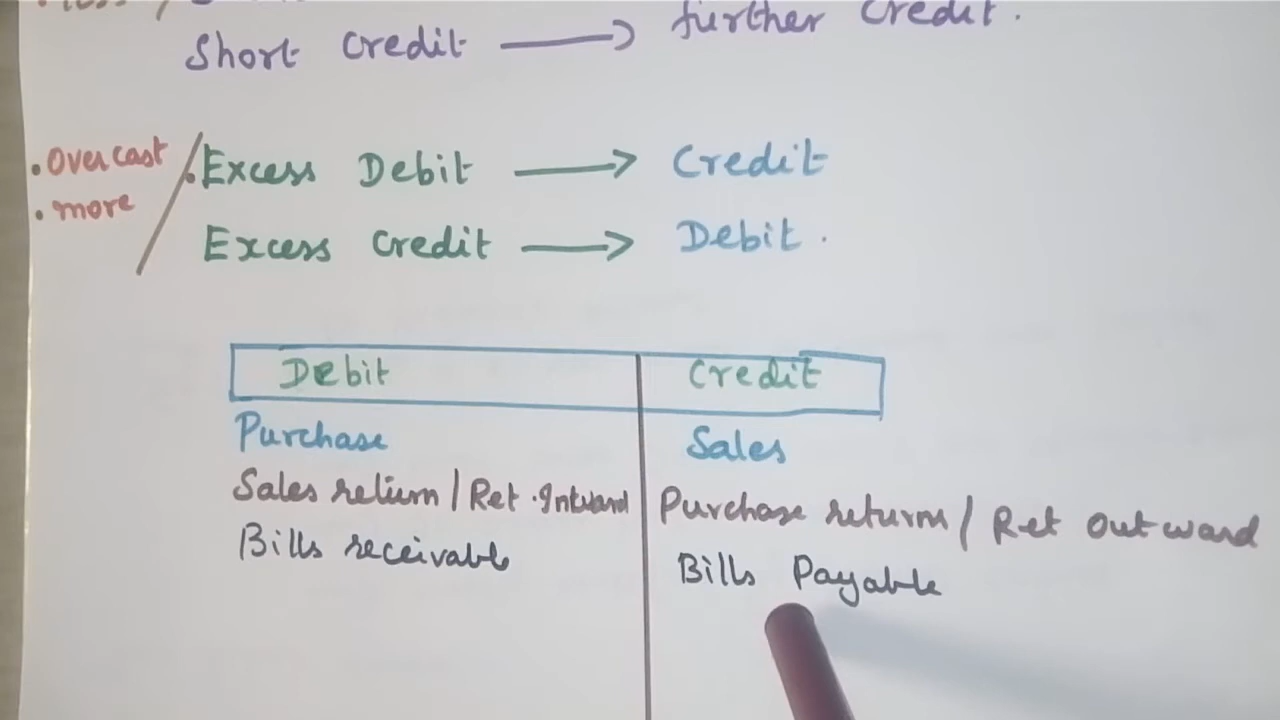 further Credit.
Short Credit → 
• Overcast / • Excess Debit → Credit
• more Excess Credit → Debit.
Debit Credit
Purchase Sales
Sales return / Ret. Inward Purchase returns / Ret Outward
Bills receivable Bills Payable